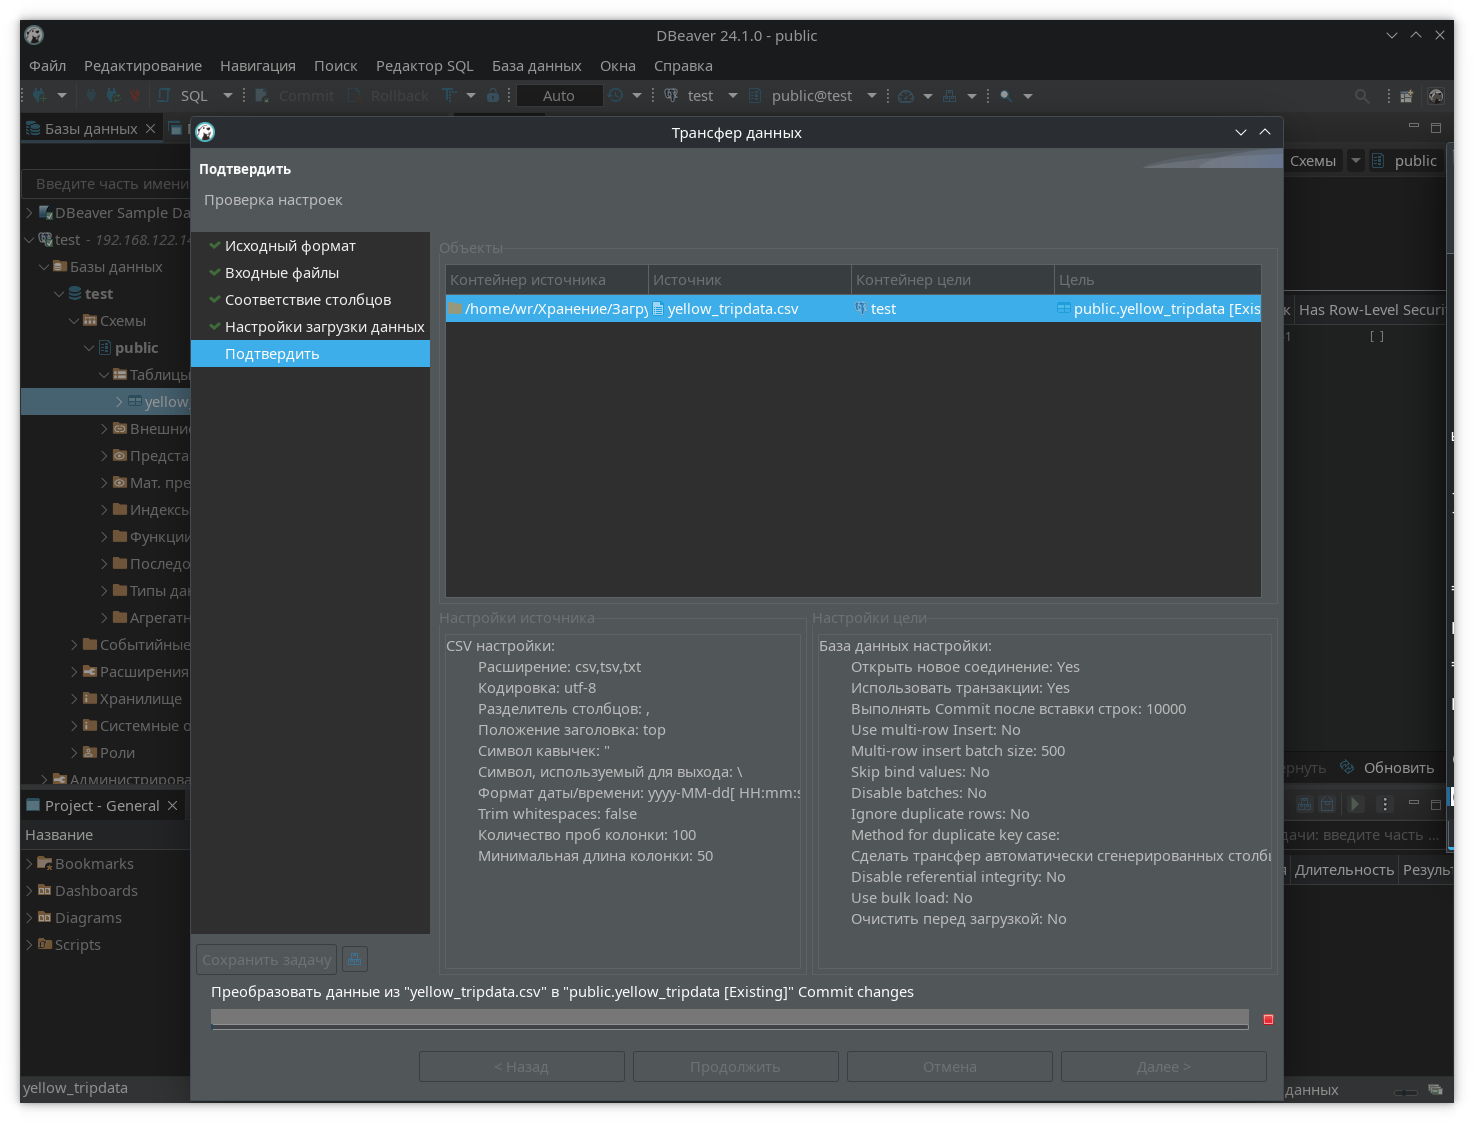 DBeaver 24.1.0 - public
Файл Редактирование Навигация Поиск Редактор SQL База данных Окна Справка
SQL Commit Rollback Auto test public@test
Базы данных
Трансфер данных
Подтвердить
Проверка настроек
Схемы public
Введите часть имени
DBeaver Sample Da
test - 192.168.122.14
Базы данных
test
Схемы
public
Таблицы
yellow_
Внешние
Предста
Мат. пре
Индексы
Функции
Последо
Типы дан
Агрегатн
Событийные
Расширения
Хранилище
Системные о
Роли
Администрирова
Исходный формат
Входные файлы
Соответствие столбцов
Настройки загрузки данных
Подтвердить
Объекты
Контейнер источника Источник Контейнер цели Цель
/home/wr/Хранение/Загру yellow_tripdata.csv test public.yellow_tripdata [Exis
к Has Row-Level Securi
1 [ ]
Настройки источника
CSV настройки:
Расширение: csv,tsv,txt
Кодировка: utf-8
Разделитель столбцов: ,
Положение заголовка: top
Символ кавычек: "
Символ, используемый для выхода: \
Формат даты/времени: yyyy-MM-dd[ HH:mm:s
Trim whitespaces: false
Количество проб колонки: 100
Минимальная длина колонки: 50
Настройки цели
База данных настройки:
Открыть новое соединение: Yes
Использовать транзакции: Yes
Выполнять Commit после вставки строк: 10000
Use multi-row Insert: No
Multi-row insert batch size: 500
Skip bind values: No
Disable batches: No
Ignore duplicate rows: No
Method for duplicate key case:
Сделать трансфер автоматически сгенерированных столбц
Disable referential integrity: No
Use bulk load: No
Очистить перед загрузкой: No
ернуть Обновить
Project - General
Название
Bookmarks
Dashboards
Diagrams
Scripts
дачи: введите часть ...
я Длительность Резуль
Сохранить задачу
Преобразовать данные из "yellow_tripdata.csv" в "public.yellow_tripdata [Existing]" Commit changes
< Назад Продолжить Отмена Далее >
yellow_tripdata
данных